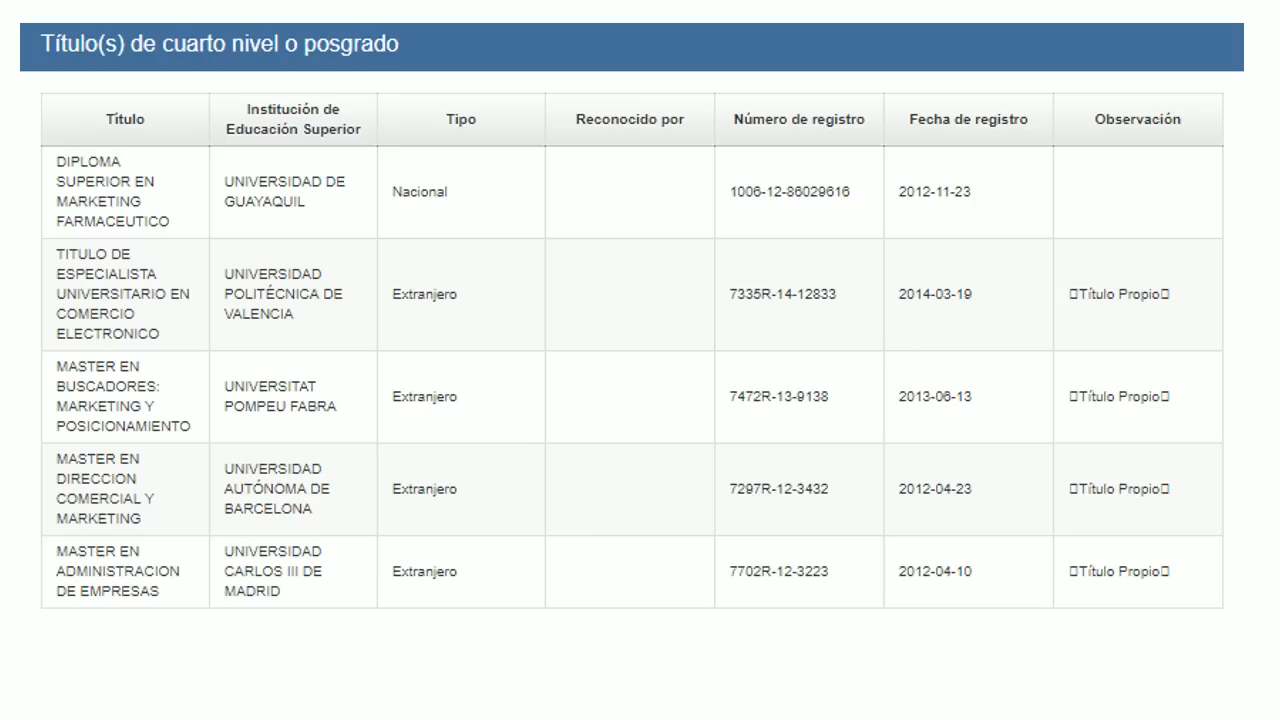 Título(s) de cuarto nivel o posgrado
Título
Institución de
Educación Superior
Tipo
Reconocido por
Número de registro
Fecha de registro
Observación
DIPLOMA
SUPERIOR EN
MARKETING
FARMACEUTICO
UNIVERSIDAD DE
GUAYAQUIL
Nacional
1006-12-86029616
2012-11-23
TITULO DE
ESPECIALISTA
UNIVERSITARIO EN
COMERCIO
ELECTRONICO
UNIVERSIDAD
POLITÉCNICA DE
VALENCIA
Extranjero
7335R-14-12833
2014-03-19
Título Propio
MASTER EN
BUSCADORES:
MARKETING Y
POSICIONAMIENTO
UNIVERSITAT
POMPEU FABRA
Extranjero
7472R-13-9138
2013-06-13
Título Propio
MASTER EN
DIRECCION
COMERCIAL Y
MARKETING
UNIVERSIDAD
AUTÓNOMA DE
BARCELONA
Extranjero
7297R-12-3432
2012-04-23
Título Propio
MASTER EN
ADMINISTRACION
DE EMPRESAS
UNIVERSIDAD
CARLOS III DE
MADRID
Extranjero
7702R-12-3223
2012-04-10
Título Propio